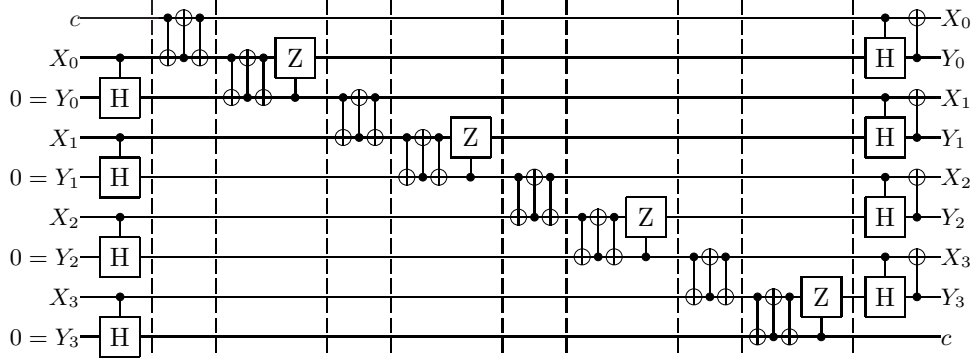 c X₀
X₀ H Z H Y₀
0 = Y₀ H X₁
X₁ H Z H Y₁
0 = Y₁ H X₂
X₂ H Z H Y₂
0 = Y₂ H X₃
X₃ H Z H Y₃
0 = Y₃ H c